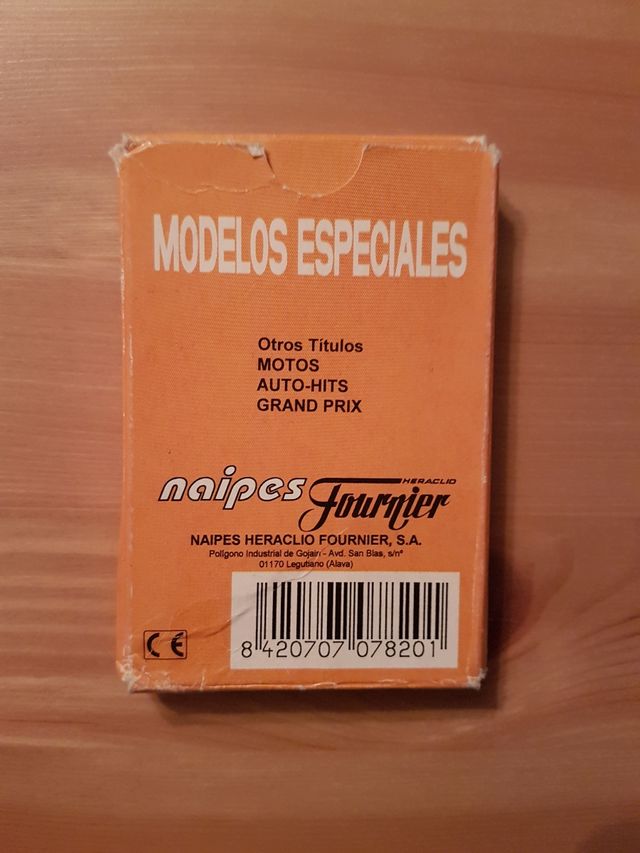 MODELOS ESPECIALES
Otros Títulos
MOTOS
AUTO-HITS
GRAND PRIX
naipes HERACLIO Fournier
NAIPES HERACLIO FOURNIER, S.A.
Polígono Industrial de Gojain - Avd. San Blas, s/nº
01170 Legutiano (Alava)
CE
8 420707 078201